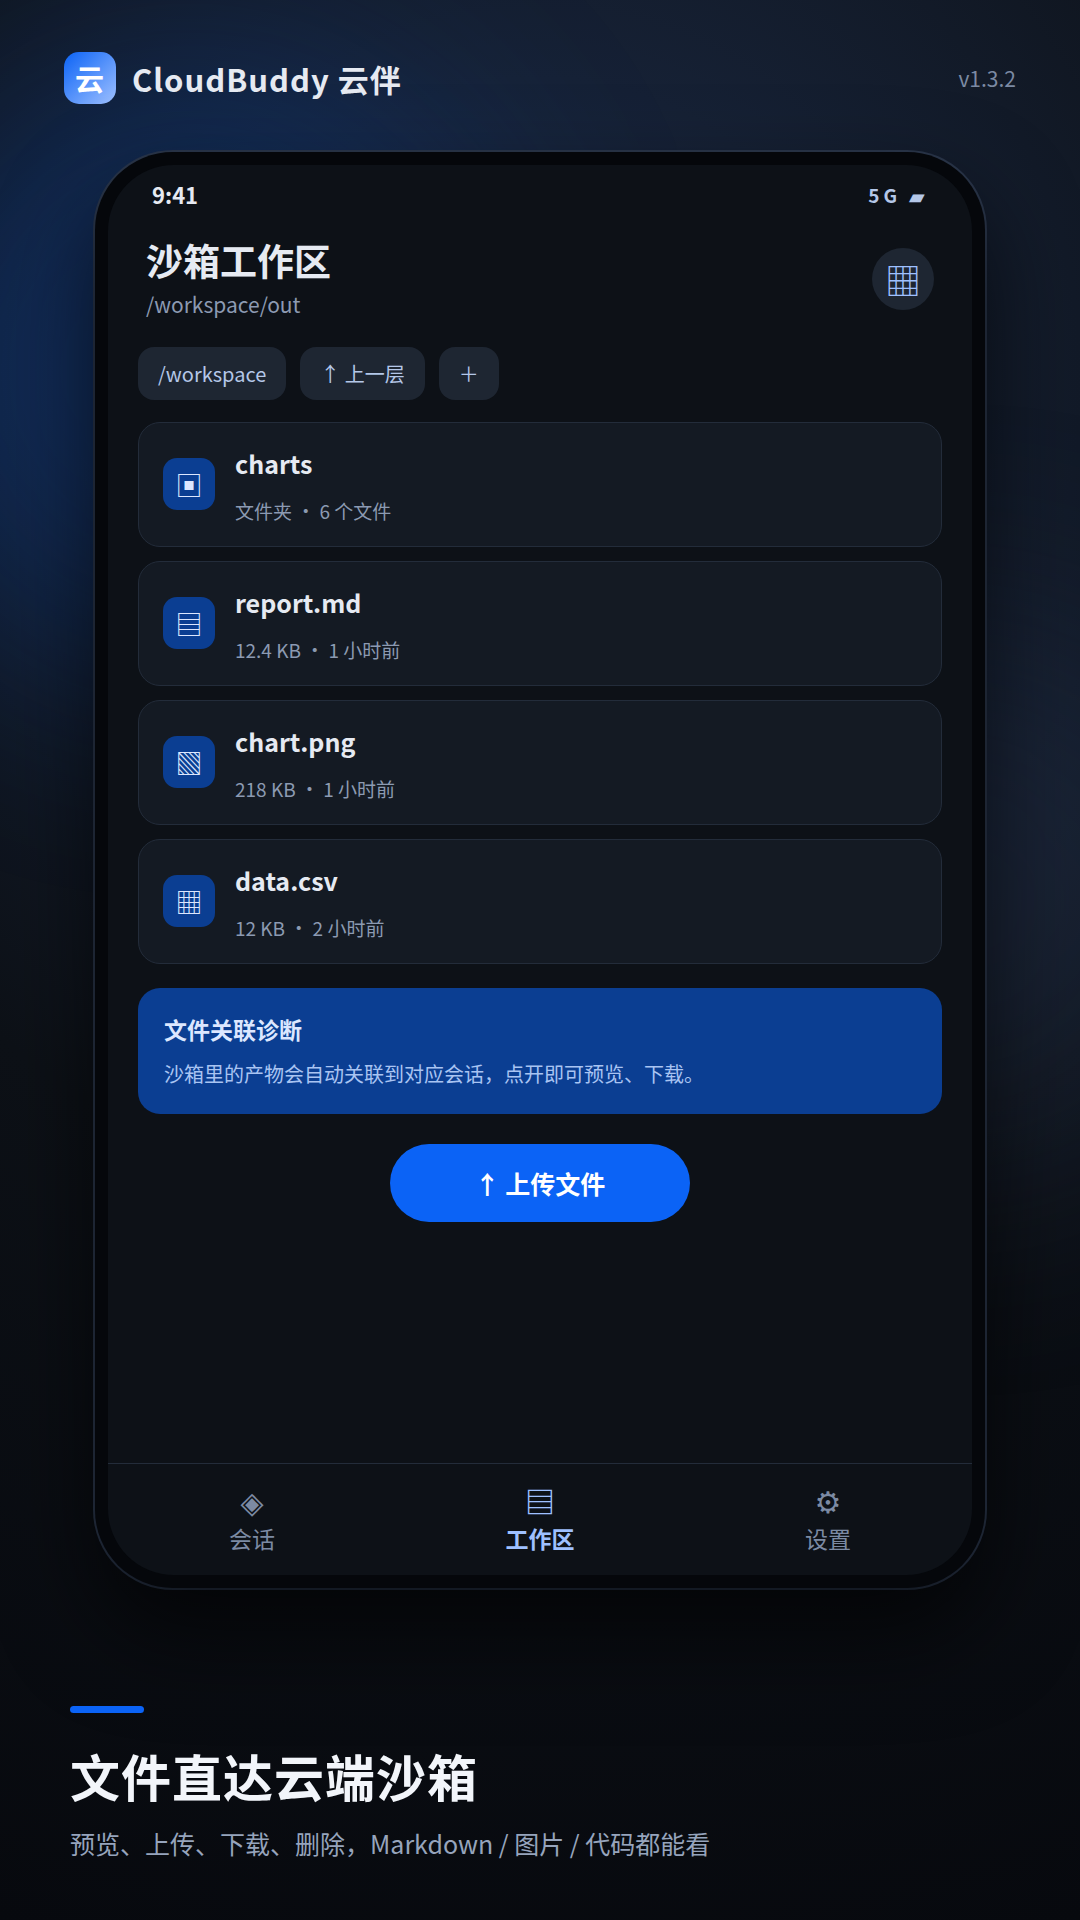 云 CloudBuddy 云伴
v1.3.2
9:41
5G
沙箱工作区
/workspace/out
/workspace
↑ 上一层
+
charts
文件夹 · 6 个文件
report.md
12.4 KB · 1 小时前
chart.png
218 KB · 1 小时前
data.csv
12 KB · 2 小时前
文件关联诊断
沙箱里的产物会自动关联到对应会话，点开即可预览、下载。
↑ 上传文件
会话
工作区
设置
文件直达云端沙箱
预览、上传、下载、删除，Markdown / 图片 / 代码都能看